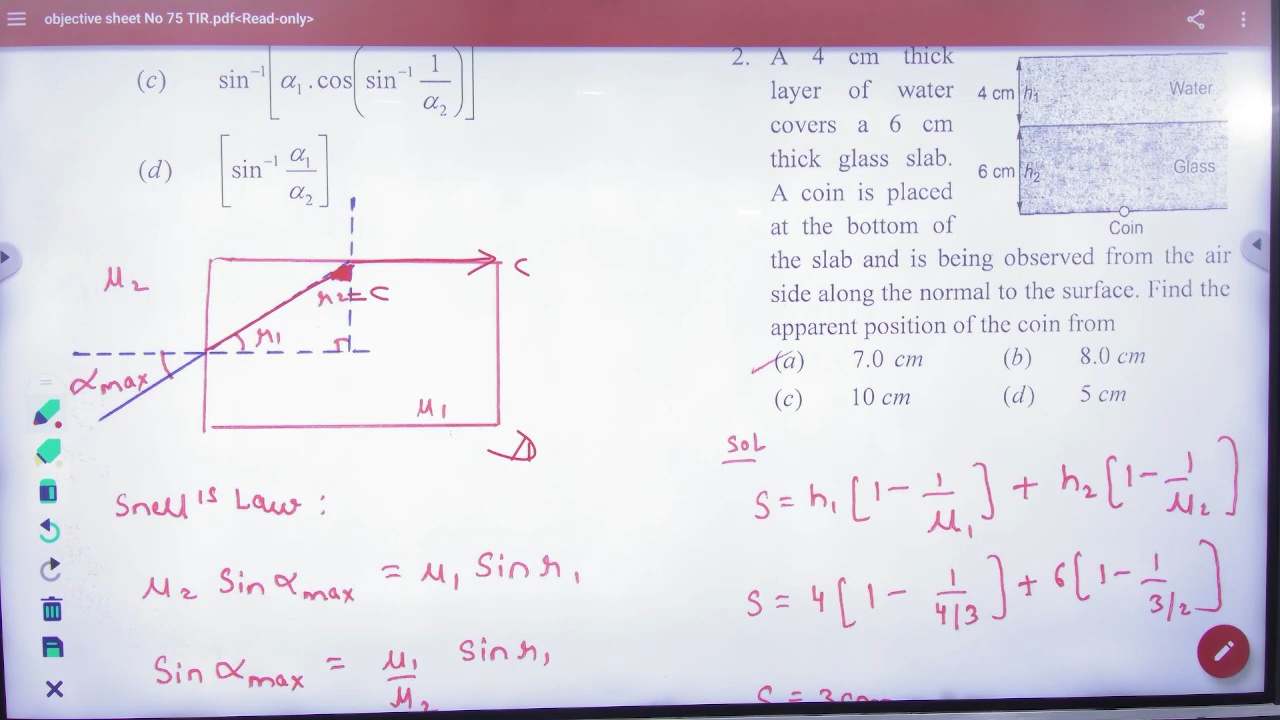 objective sheet No 75 TIR.pdf<Read-only>
(c) sin⁻¹[α₁.cos(sin⁻¹ 1/α₂)]
(d) [sin⁻¹ α₁/α₂]
μ₂
C
r₂=C
r₁
α max
μ₁
Snell's Law :
μ₂ Sin α max = μ₁ Sin r₁
Sin α max = μ₁/μ₂ Sin r₁
2. A 4 cm thick
layer of water
covers a 6 cm
thick glass slab.
A coin is placed
at the bottom of
the slab and is being observed from the air
side along the normal to the surface. Find the
apparent position of the coin from
4 cm h₁ Water
6 cm h₂ Glass
Coin
(a) 7.0 cm (b) 8.0 cm
(c) 10 cm (d) 5 cm
SOL
S = h₁[1 - 1/μ₁] + h₂[1 - 1/μ₂]
S = 4[1 - 1/4/3] + 6[1 - 1/3/2]
S = 3cm